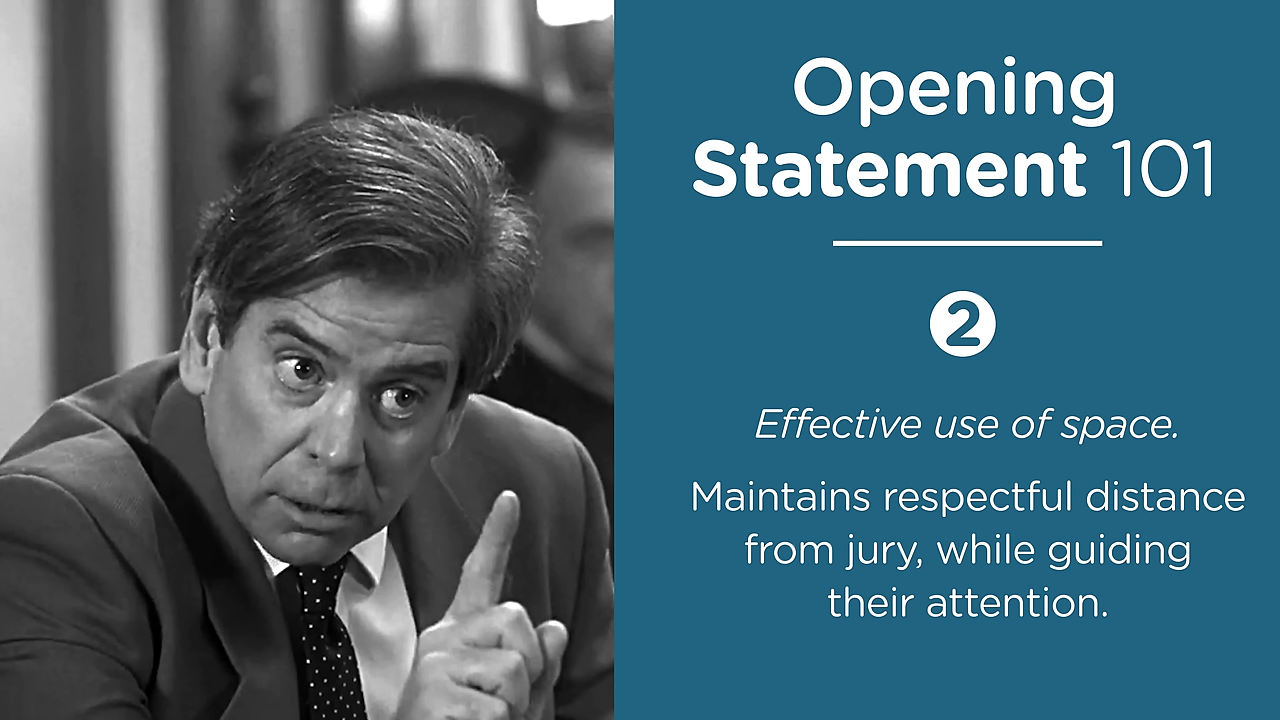 Opening
Statement 101
2
Effective use of space.
Maintains respectful distance
from jury, while guiding
their attention.